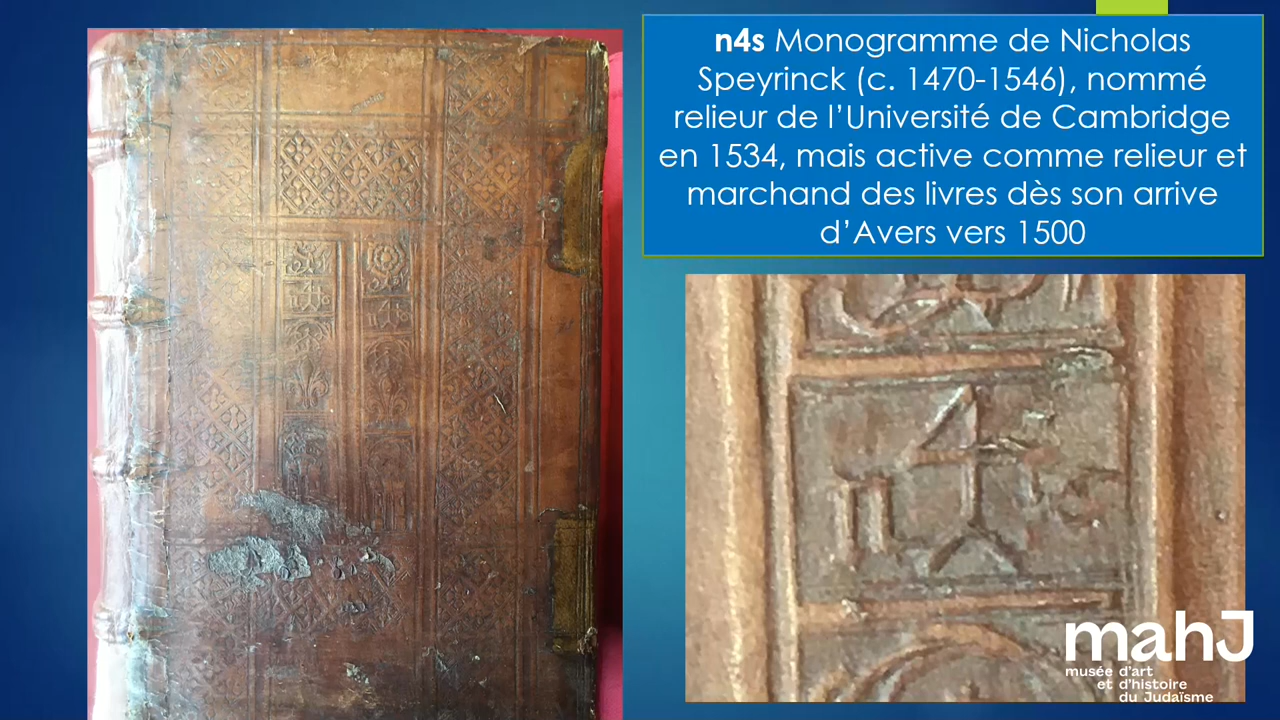 n4s Monogramme de Nicholas
Speyrinck (c. 1470-1546), nommé
relieur de l’Université de Cambridge
en 1534, mais active comme relieur et
marchand des livres dès son arrive
d’Avers vers 1500
n4s
mahJ
musée d’art
et d’histoire
du Judaïsme